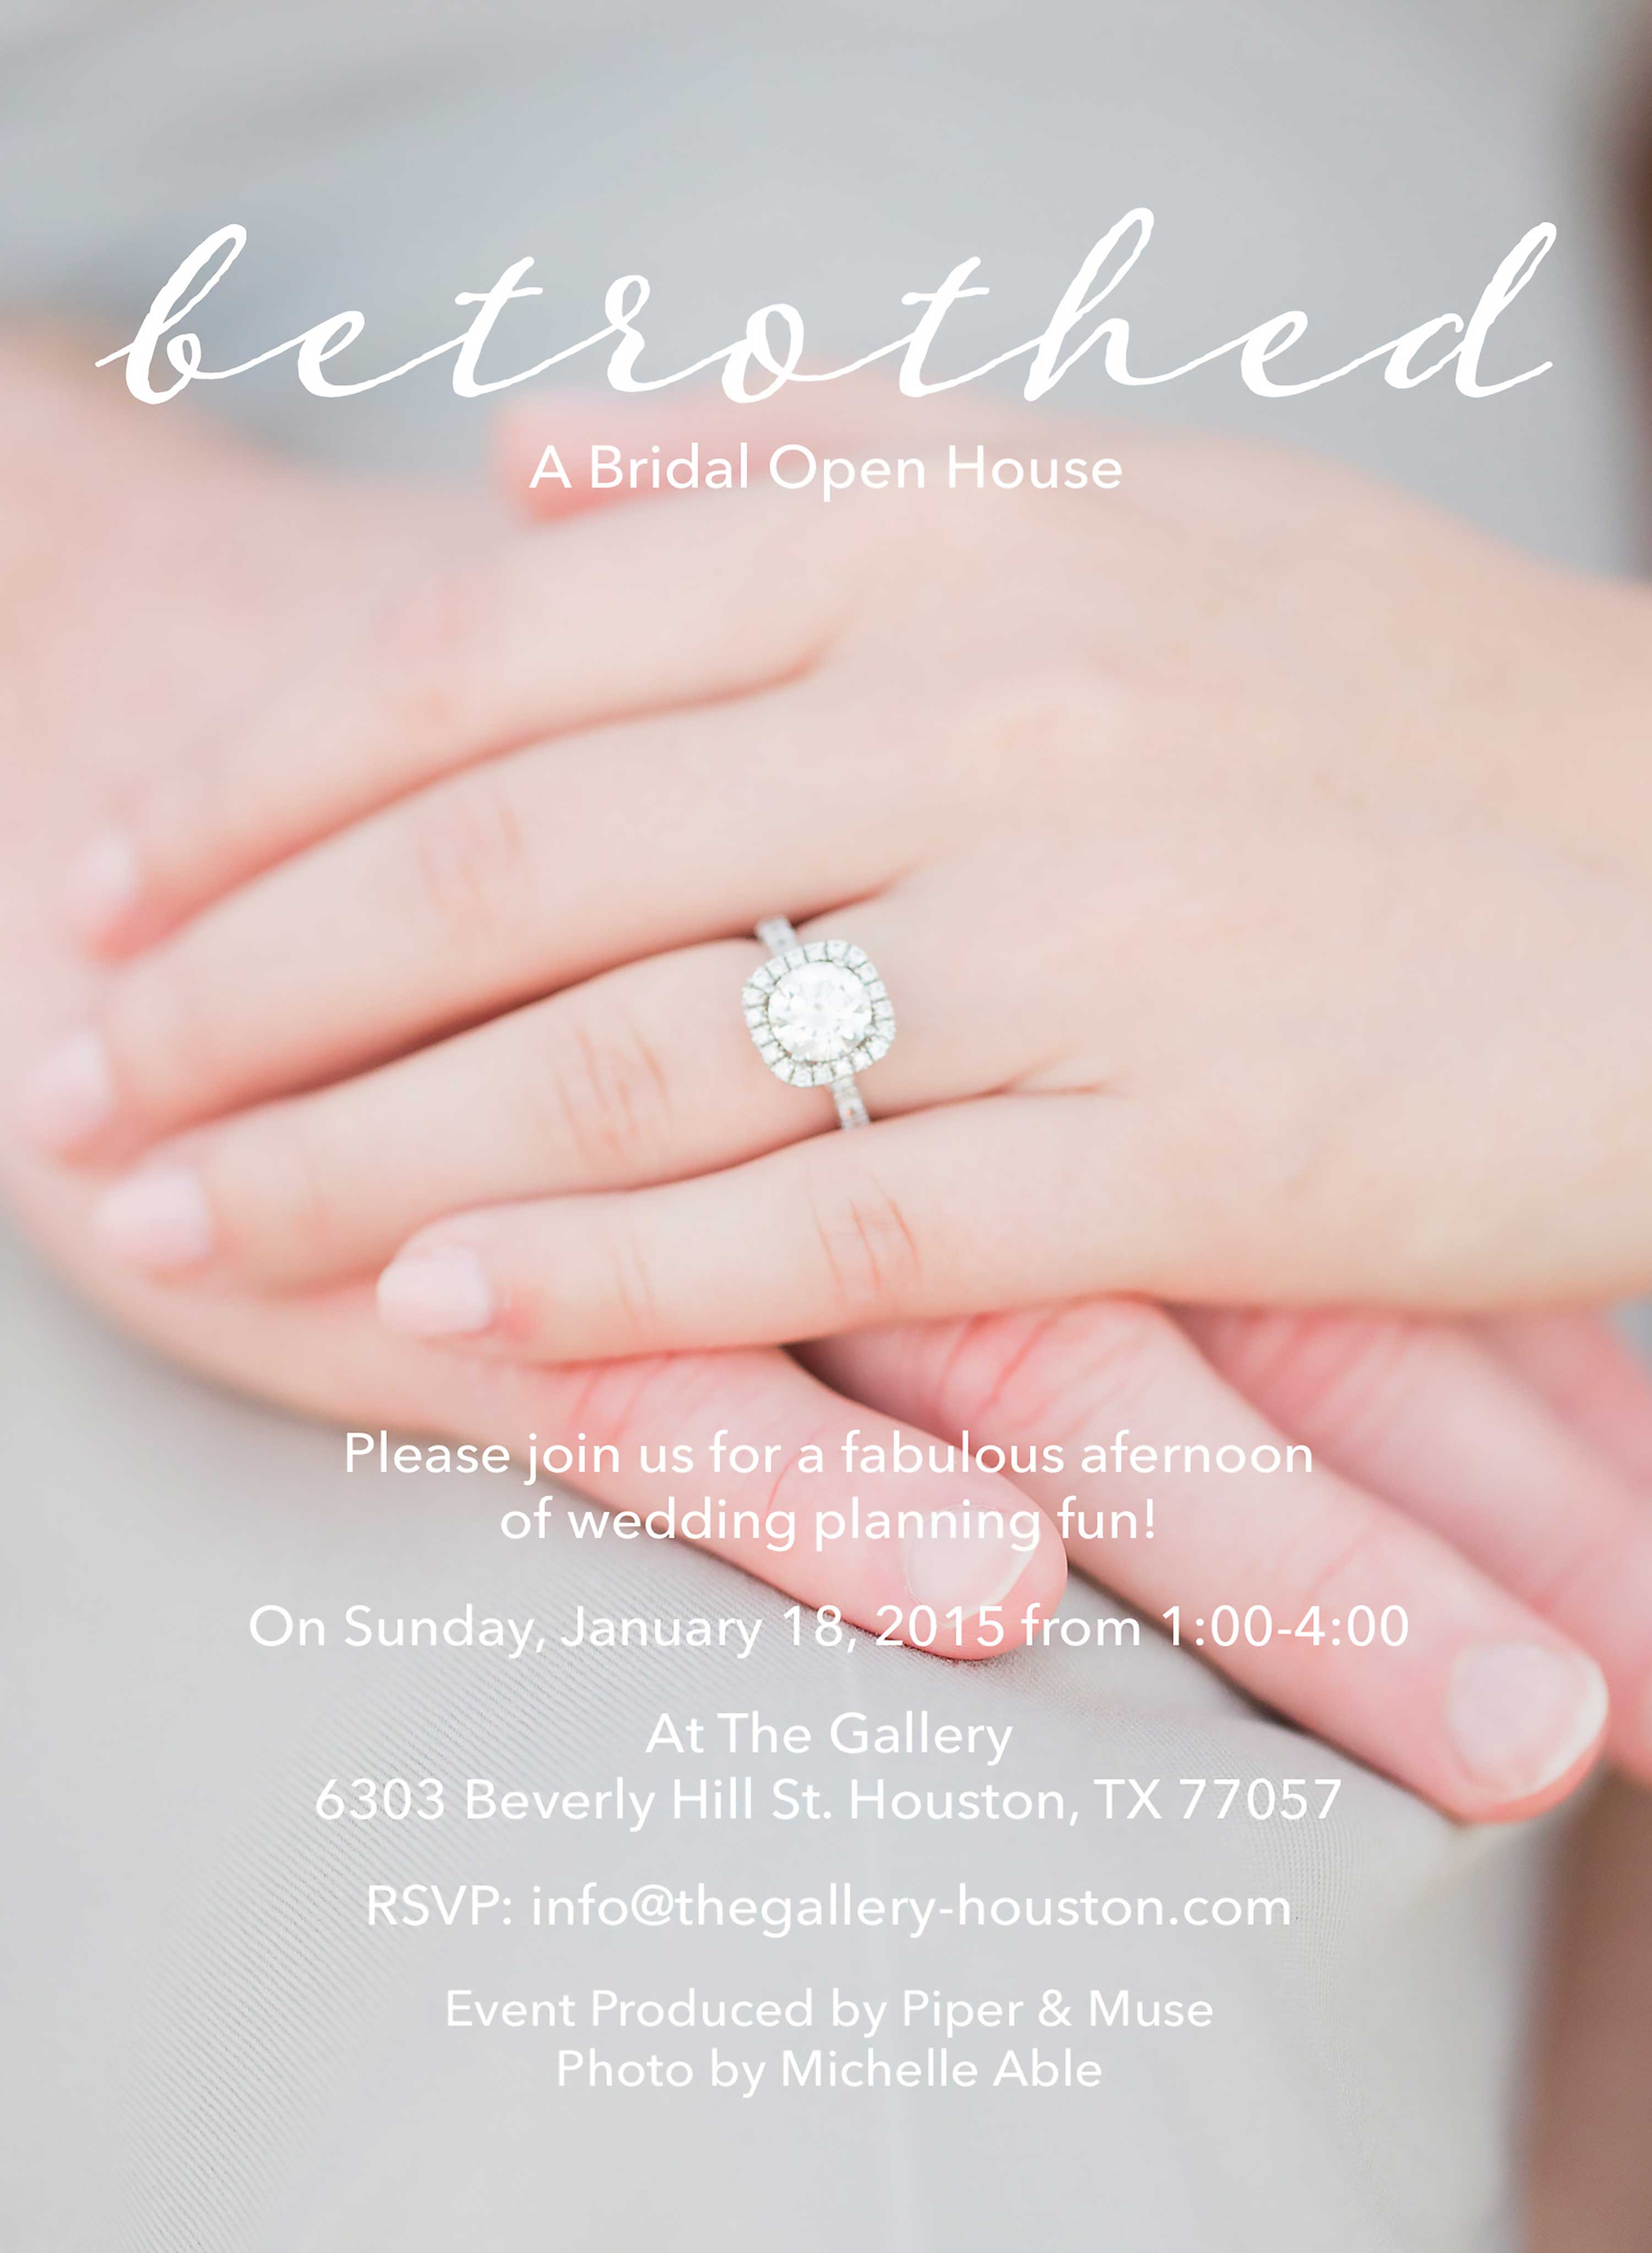 betrothed
A Bridal Open House
Please join us for a fabulous afernoon
of wedding planning fun!
On Sunday, January 18, 2015 from 1:00-4:00
At The Gallery
6303 Beverly Hill St. Houston, TX 77057
RSVP: info@thegallery-houston.com
Event Produced by Piper & Muse
Photo by Michelle Able